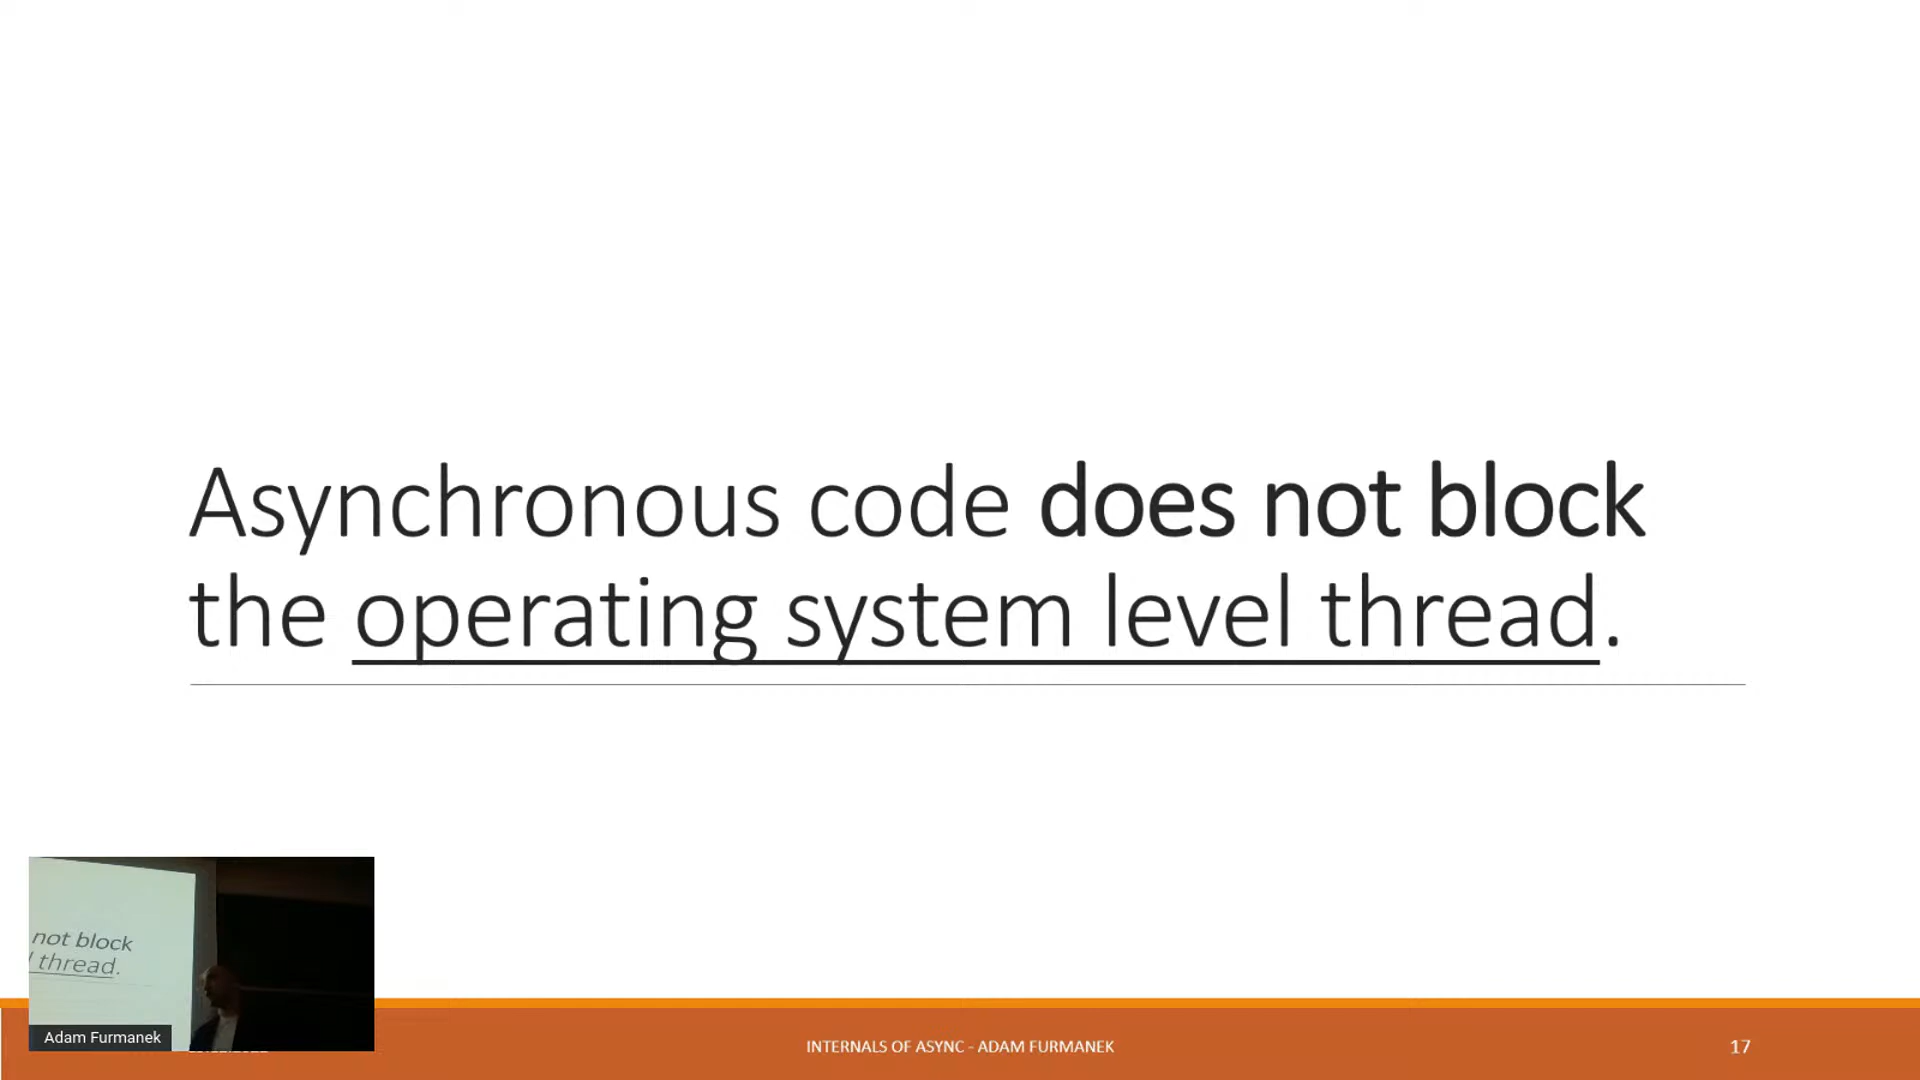 Asynchronous code does not block
the operating system level thread.
not block
thread.
Adam Furmanek
INTERNALS OF ASYNC - ADAM FURMANEK
17